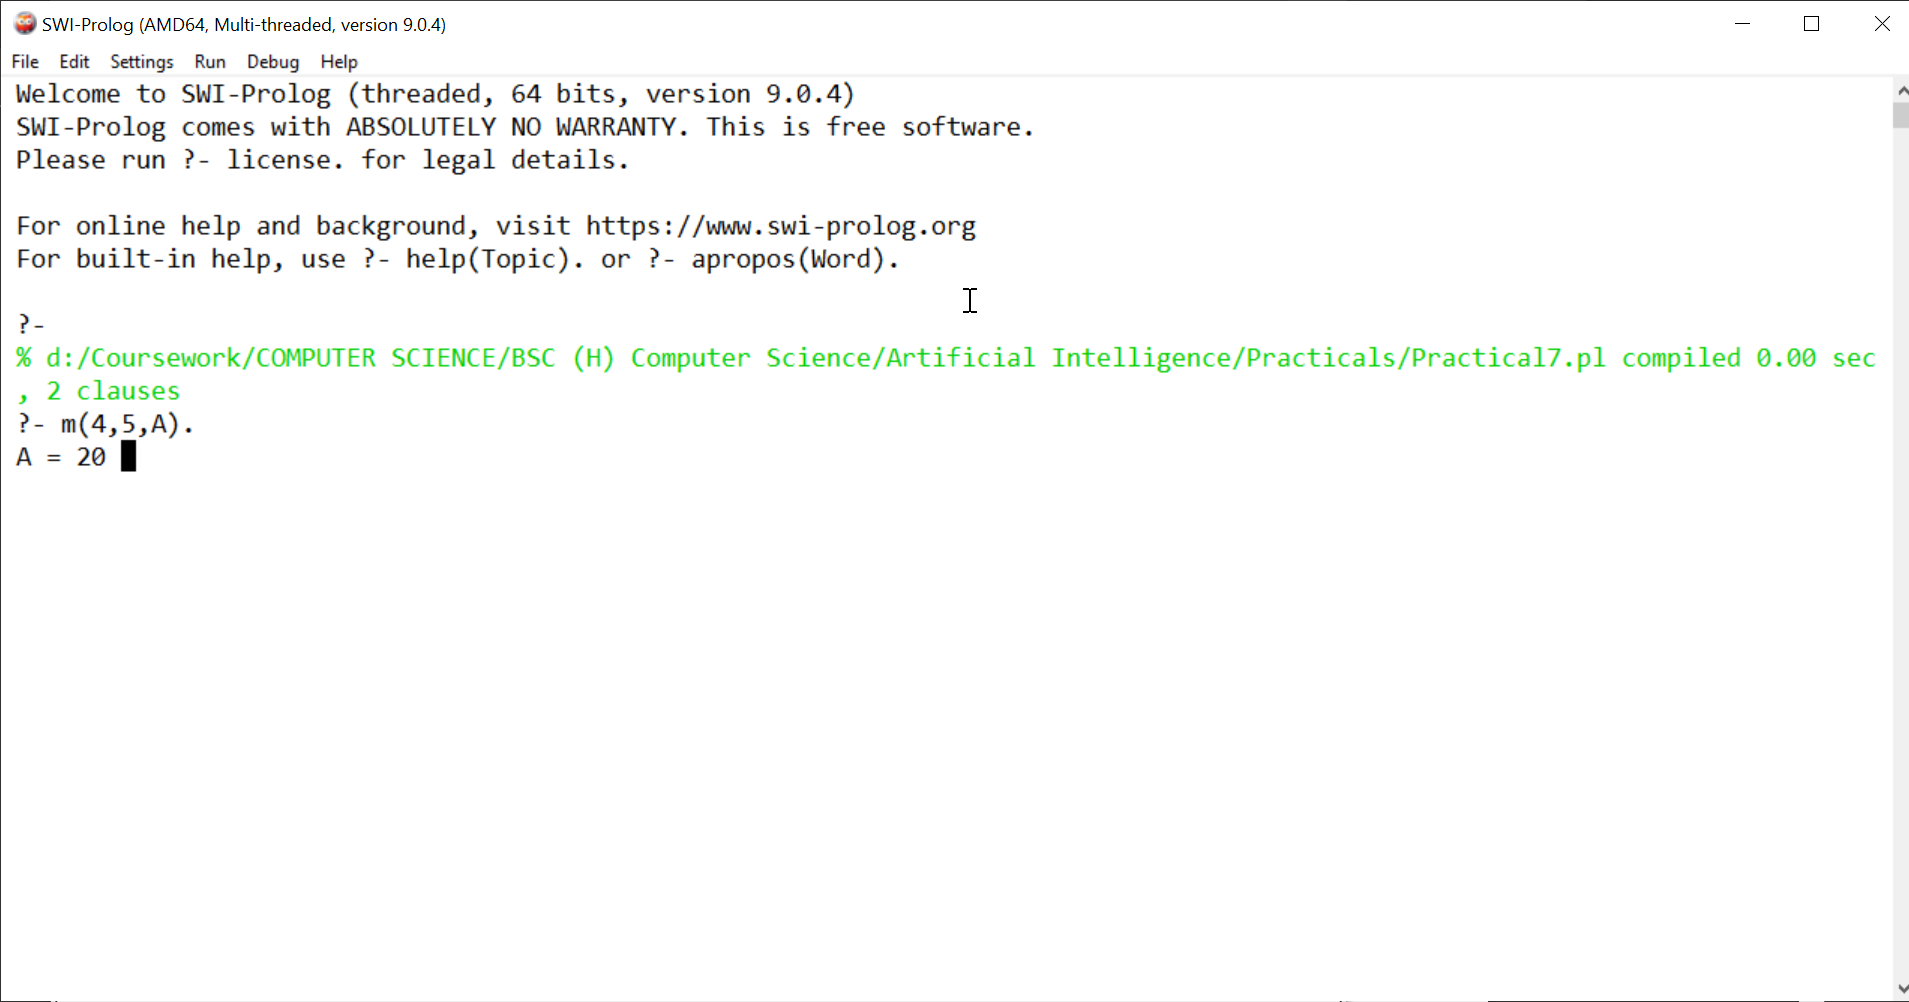 SWI-Prolog (AMD64, Multi-threaded, version 9.0.4)
File Edit Settings Run Debug Help
Welcome to SWI-Prolog (threaded, 64 bits, version 9.0.4)
SWI-Prolog comes with ABSOLUTELY NO WARRANTY. This is free software.
Please run ?- license. for legal details.
For online help and background, visit https://www.swi-prolog.org
For built-in help, use ?- help(Topic). or ?- apropos(Word).
?-
% d:/Coursework/COMPUTER SCIENCE/BSC (H) Computer Science/Artificial Intelligence/Practicals/Practical7.pl compiled 0.00 sec
, 2 clauses
?- m(4,5,A).
A = 20